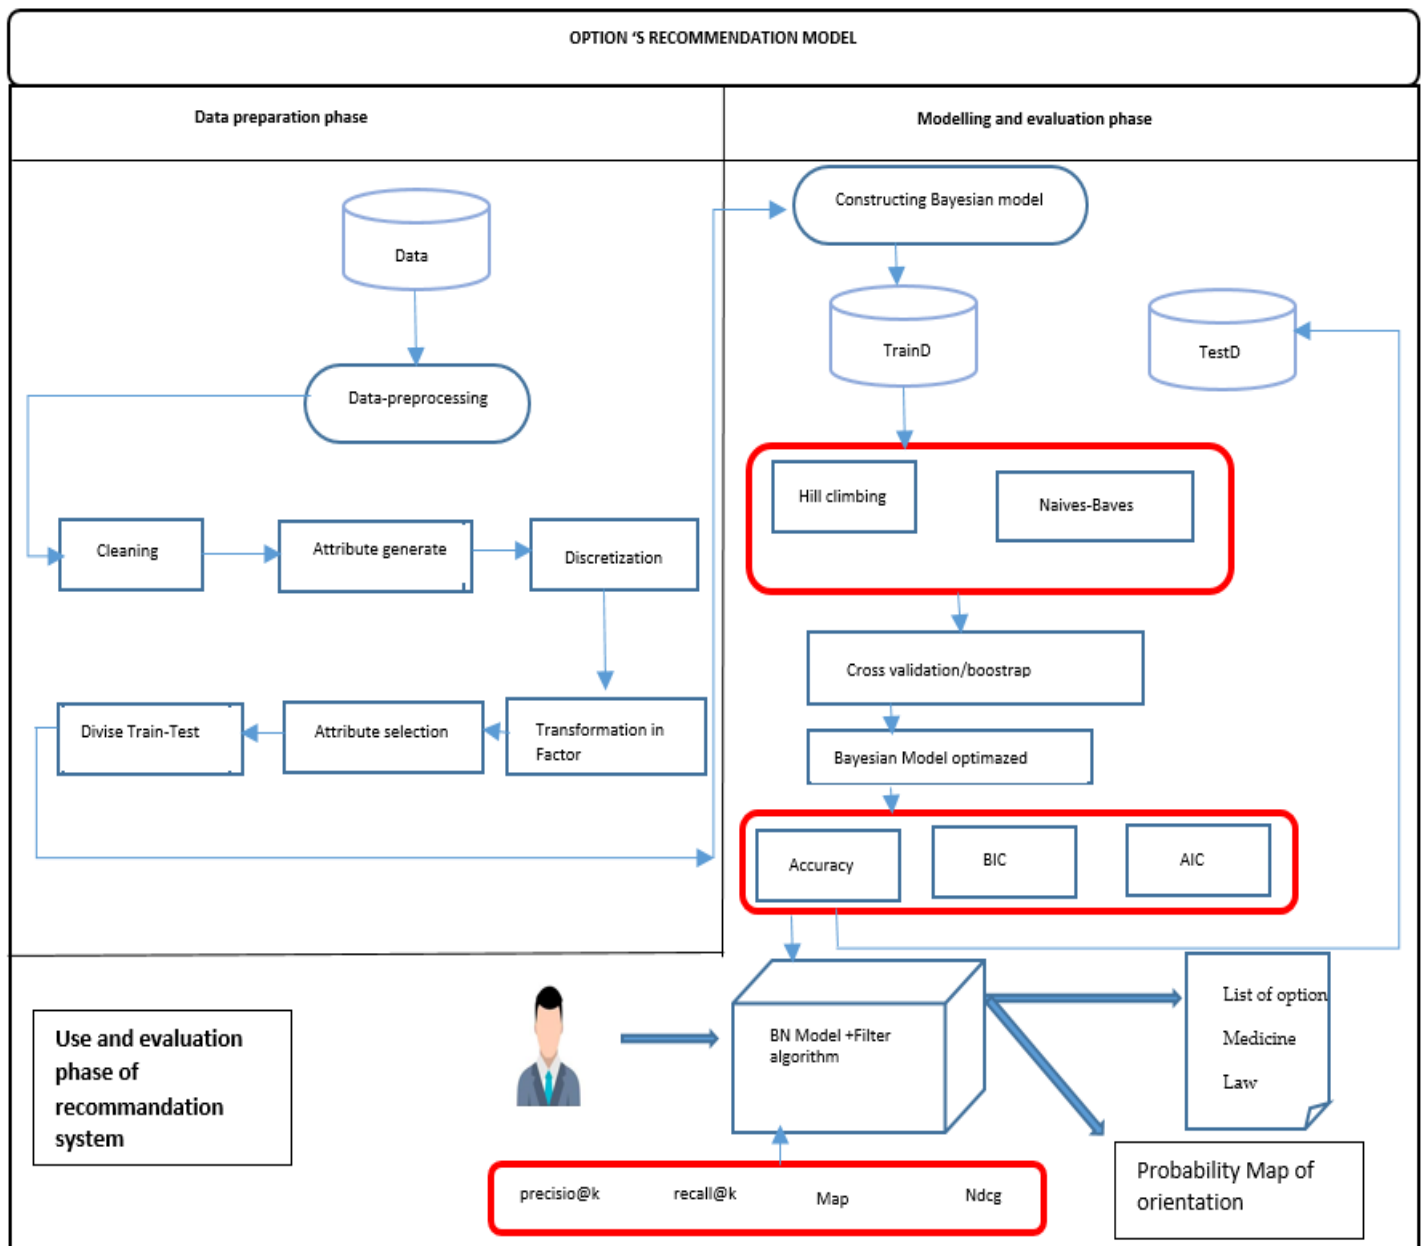 OPTION ‘S RECOMMENDATION MODEL
Data preparation phase
Modelling and evaluation phase
Data
Data-preprocessing
Cleaning
Attribute generate
Discretization
Transformation in
Factor
Attribute selection
Divise Train-Test
Constructing Bayesian model
TrainD
TestD
Hill climbing
Naives-Baves
Cross validation/boostrap
Bayesian Model optimazed
Accuracy
BIC
AIC
Use and evaluation
phase of
recommandation
system
BN Model +Filter
algorithm
List of option
Medicine
Law
Probability Map of
orientation
precisio@k
recall@k
Map
Ndcg